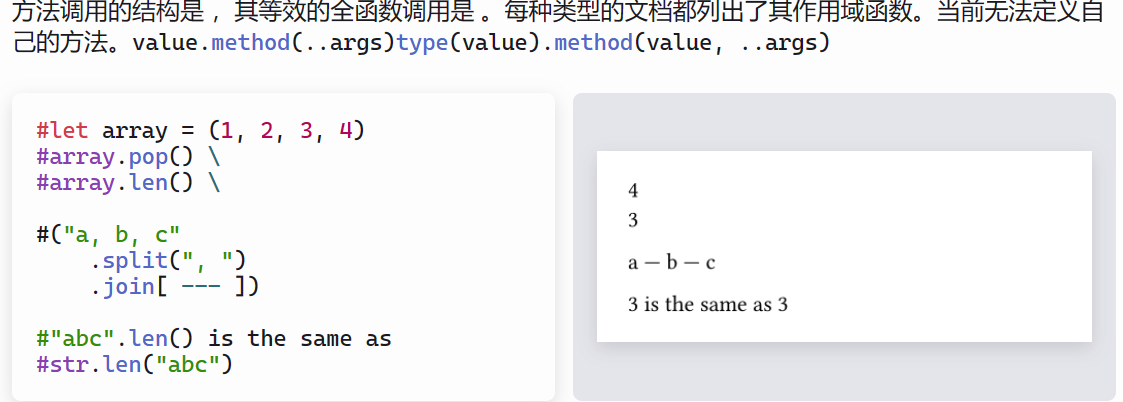 方法调用的结构是 ，其等效的全函数调用是 。每种类型的文档都列出了其作用域函数。当前无法定义自
己的方法。value.method(..args)type(value).method(value, ..args)
#let array = (1, 2, 3, 4)
#array.pop() \
#array.len() \
#("a, b, c"
    .split(", ")
    .join[ --- ])
#"abc".len() is the same as
#str.len("abc")
4
3
a — b — c
3 is the same as 3